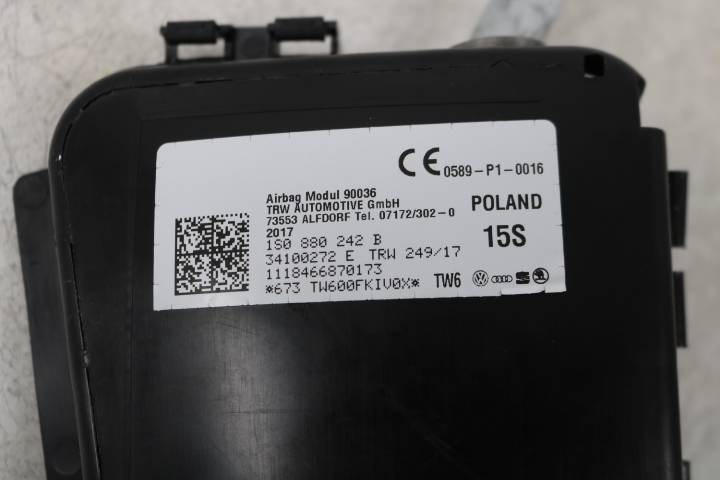 CE 0589-P1-0016
Airbag Modul 90036
TRW AUTOMOTIVE GmbH
73553 ALFDORF Tel. 07172/302-0
2017
POLAND
1S0 880 242 B
15S
34100272 E TRW 249/17
1118466870173
*673 TW600FKIV0X*
TW6